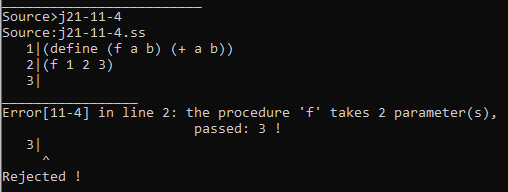 Source>j21-11-4
Source:j21-11-4.ss
1|(define (f a b) (+ a b))
2|(f 1 2 3)
3|
Error[11-4] in line 2: the procedure 'f' takes 2 parameter(s),
passed: 3 !
3|
^
Rejected !